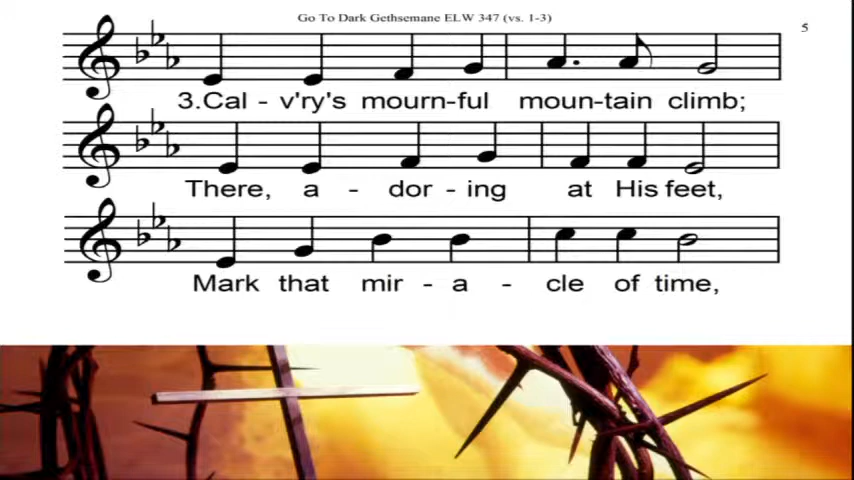 Go To Dark Gethsemane ELW 347 (vs. 1-3)
5
3.Cal - v'ry's mourn-ful moun-tain climb;
There, a - dor - ing at His feet,
Mark that mir - a - cle of time,